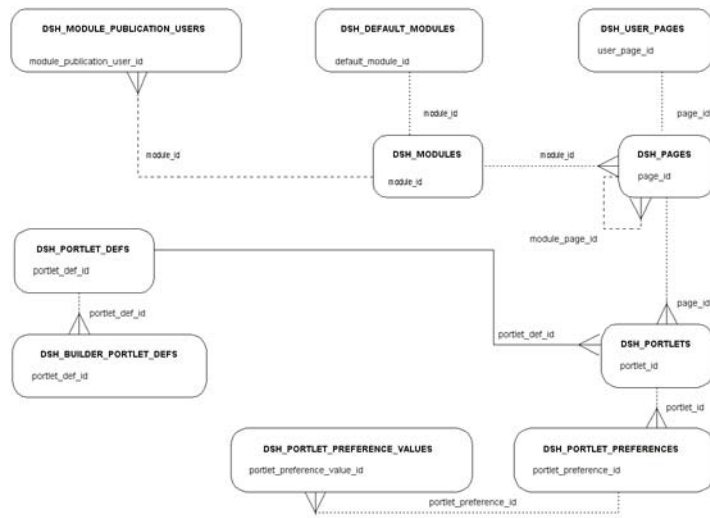 DSH_MODULE_PUBLICATION_USERS
module_publication_user_id
DSH_DEFAULT_MODULES
default_module_id
DSH_USER_PAGES
user_page_id
module_id
page_id
module_id
DSH_MODULES
module_id
module_id
DSH_PAGES
page_id
module_page_id
DSH_PORTLET_DEFS
portlet_def_id
portlet_def_id
page_id
portlet_def_id
DSH_PORTLETS
portlet_id
DSH_BUILDER_PORTLET_DEFS
portlet_def_id
portlet_id
DSH_PORTLET_PREFERENCE_VALUES
portlet_preference_value_id
DSH_PORTLET_PREFERENCES
portlet_preference_id
portlet_preference_id